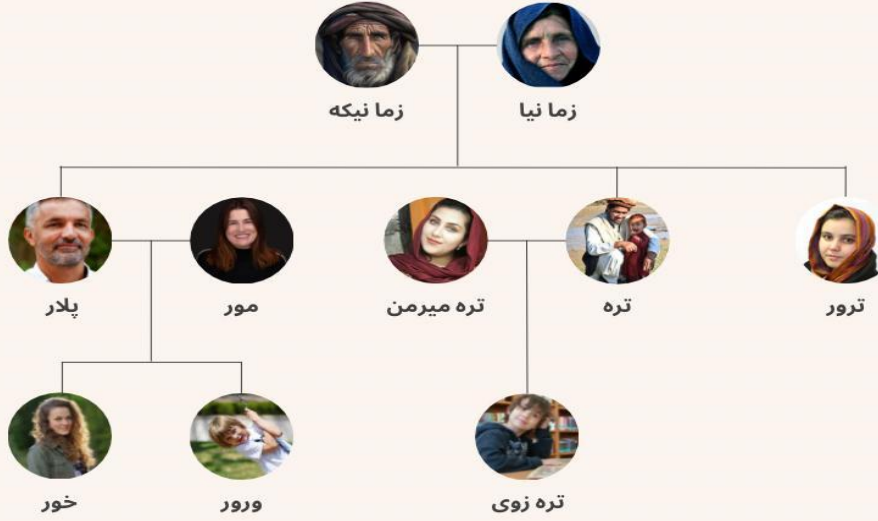 زما نیا
زما نیکه
ترور
تره
تره میرمن
مور
پلار
تره زوی
ورور
خور